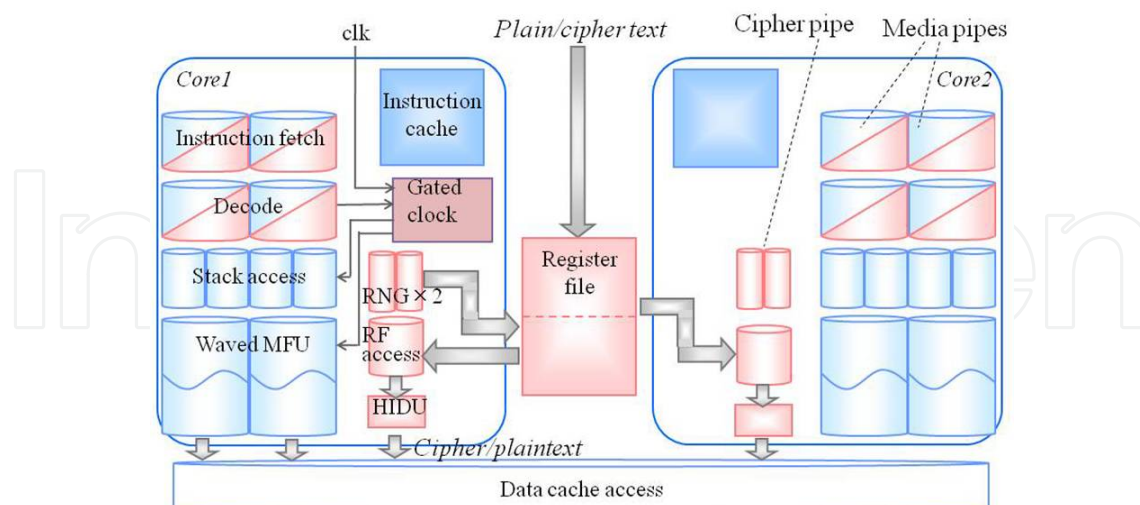 clk
Plain/cipher text
Cipher pipe
Media pipes
Core1
Core2
Instruction
cache
Instruction fetch
Gated
clock
Decode
Register
file
Stack access
RNG × 2
RF
access
Waved MFU
HIDU
Cipher/plaintext
Data cache access